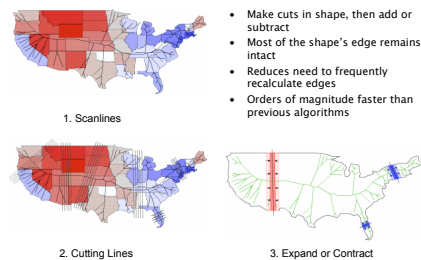 • Make cuts in shape, then add or
subtract
• Most of the shape's edge remains
intact
• Reduces need to frequently
recalculate edges
• Orders of magnitude faster than
previous algorithms
1. Scanlines
2. Cutting Lines
3. Expand or Contract